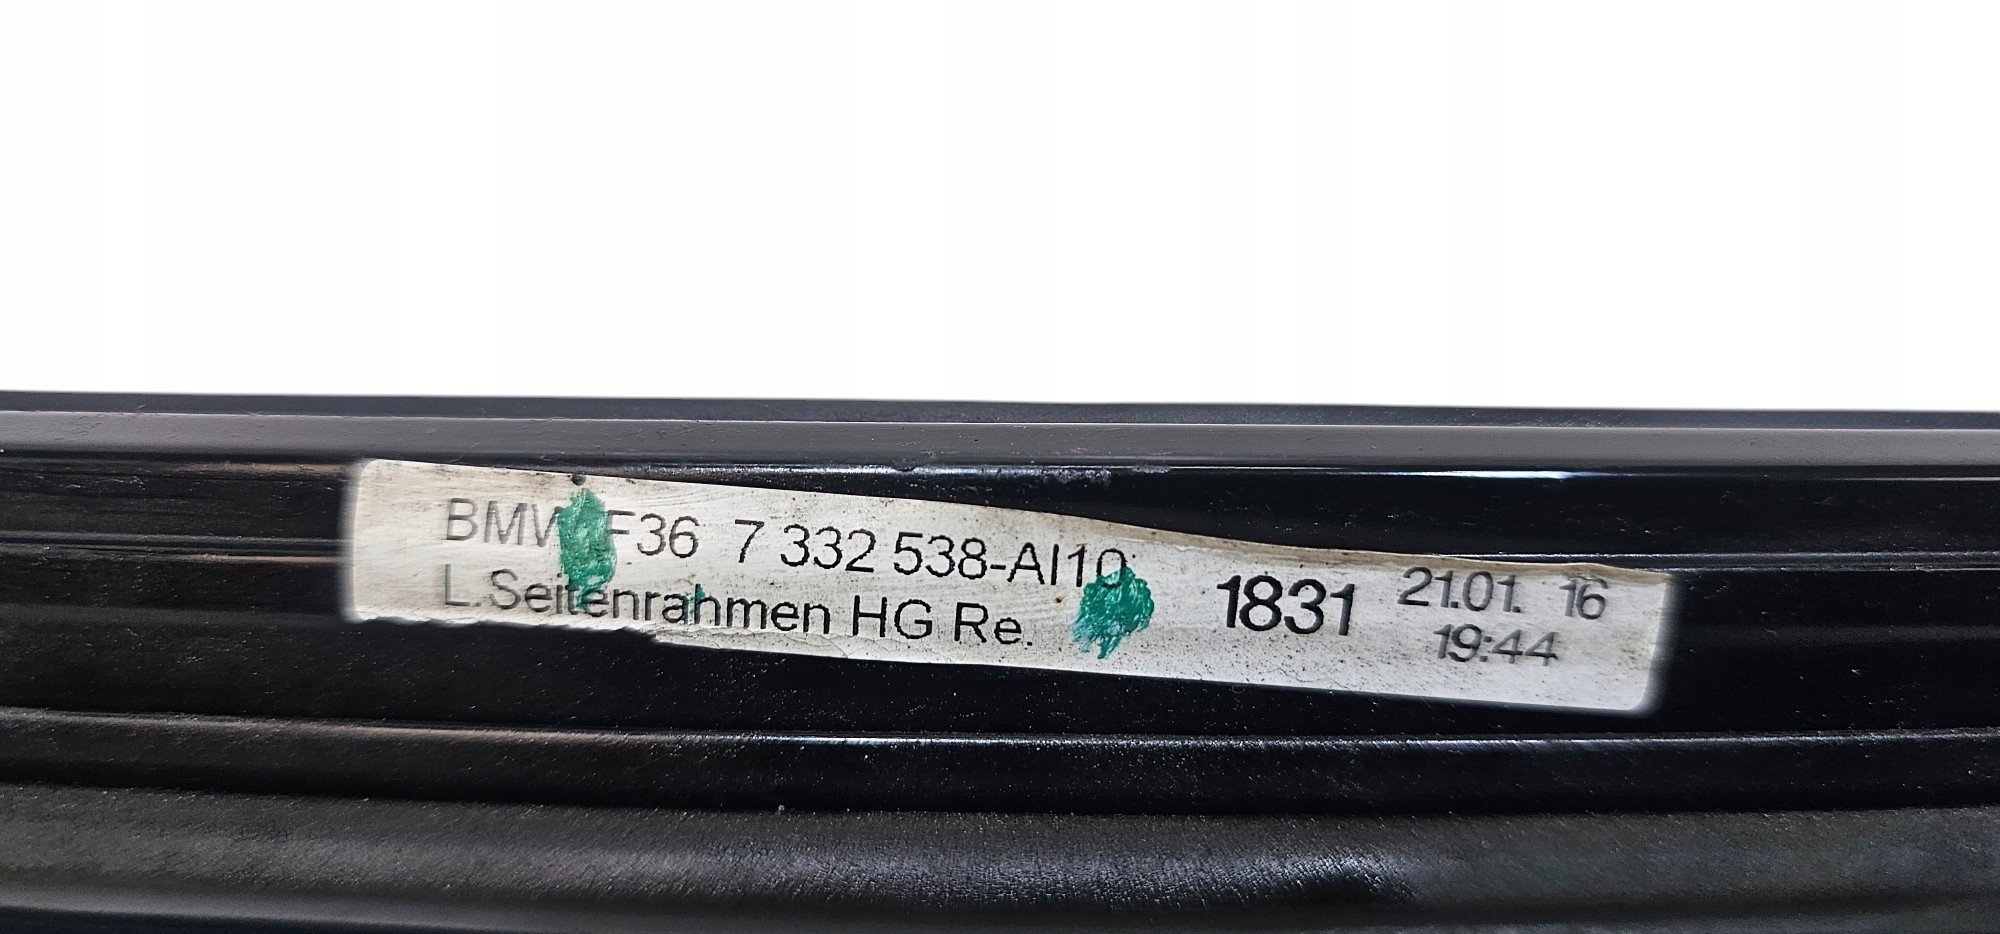 BMW F36 7 332 538-AI10
L.Seitenrahmen HG Re.
1831
21.01. 16
19:44